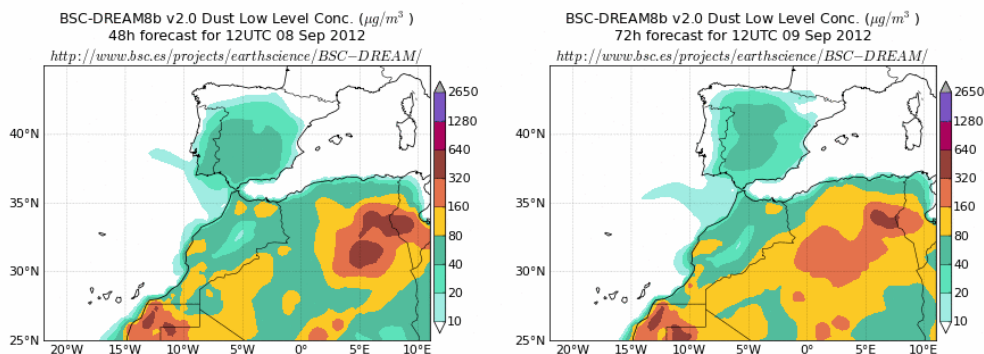 BSC-DREAM8b v2.0 Dust Low Level Conc. (µg/m³ )
48h forecast for 12UTC 08 Sep 2012
http://www.bsc.es/projects/earthscience/BSC−DREAM/
40°N
35°N
30°N
25°N
20°W
15°W
10°W
5°W
0°E
5°E
10°E
2650
1280
640
320
160
80
40
20
10
BSC-DREAM8b v2.0 Dust Low Level Conc. (µg/m³ )
72h forecast for 12UTC 09 Sep 2012
http://www.bsc.es/projects/earthscience/BSC−DREAM/
40°N
35°N
30°N
25°N
20°W
15°W
10°W
5°W
0°E
5°E
10°E
2650
1280
640
320
160
80
40
20
10